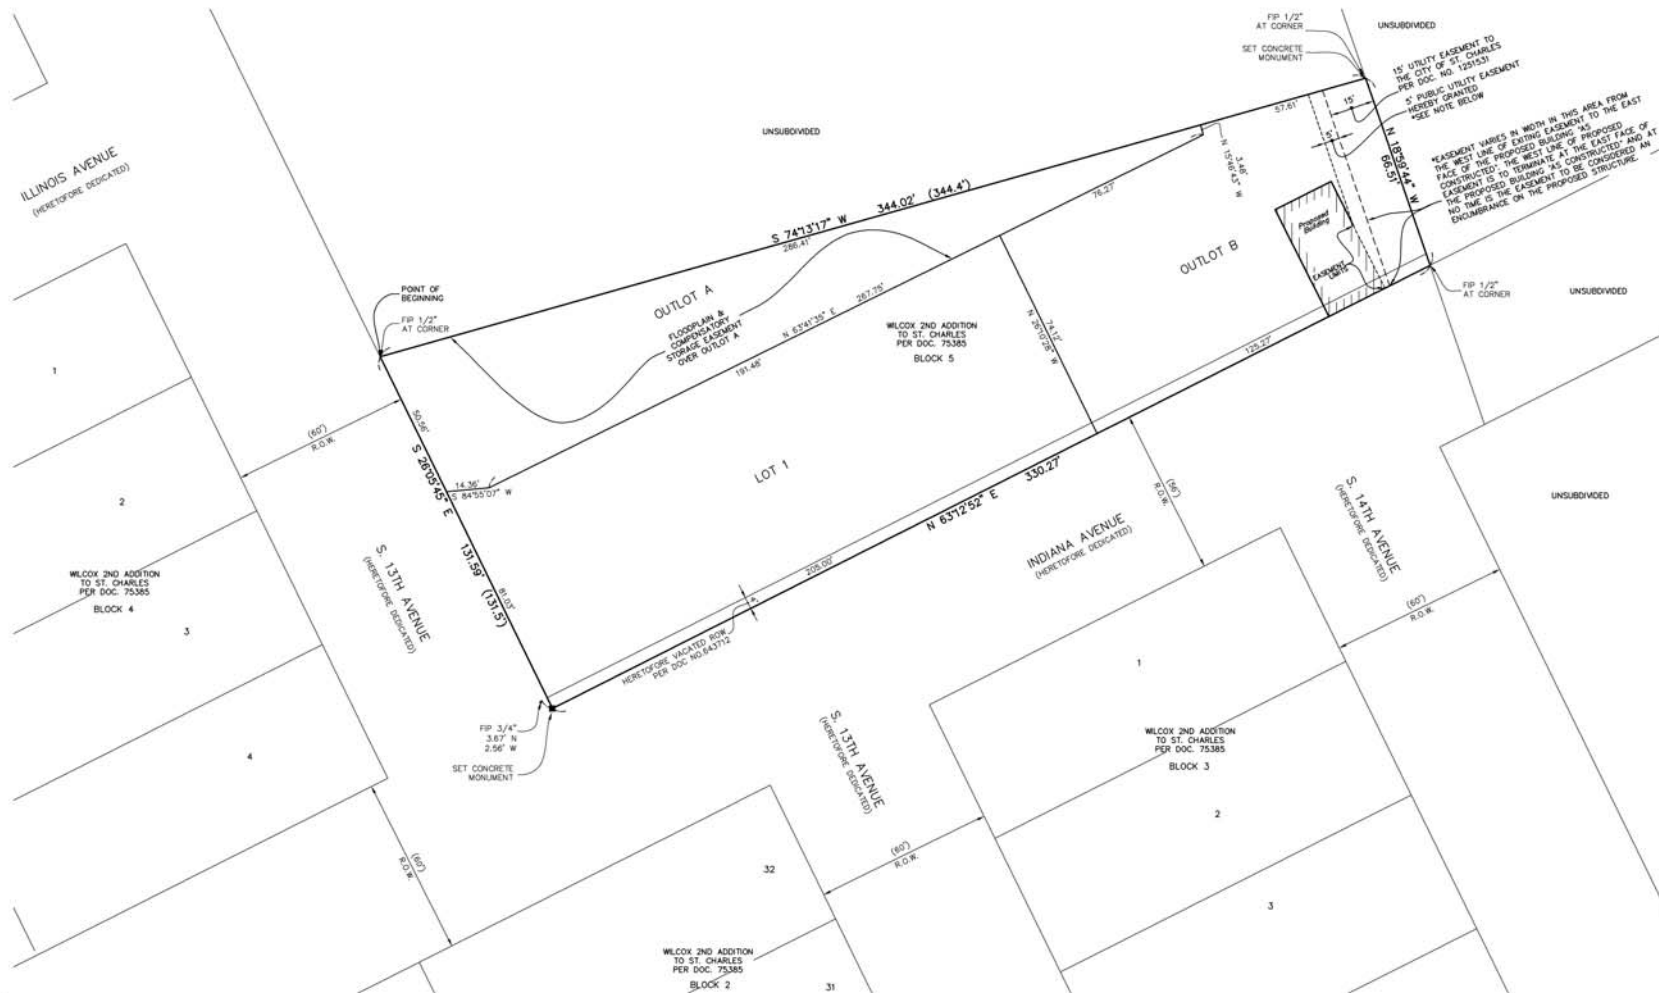 FIP 1/2"
AT CORNER
UNSUBDIVIDED
SET CONCRETE
MONUMENT
15' UTILITY EASEMENT TO
THE CITY OF ST. CHARLES
PER DOC. NO. 1251531
5' PUBLIC UTILITY EASEMENT
HEREBY GRANTED
*SEE NOTE BELOW
*EASEMENT VARIES IN WIDTH IN THIS AREA FROM
THE WEST LINE OF EXITING EASEMENT TO THE EAST
FACE OF THE PROPOSED BUILDING "AS
CONSTRUCTED". THE WEST LINE OF PROPOSED
EASEMENT IS TO TERMINATE AT THE EAST FACE OF
THE PROPOSED BUILDING "AS CONSTRUCTED" AND AT
NO TIME IS THE EASEMENT TO BE CONSIDERED AN
ENCUMBRANCE ON THE PROPOSED STRUCTURE.
57.61'
15'
5'
N 18°59'44" W
66.51'
UNSUBDIVIDED
ILLINOIS AVENUE
(HERETOFORE DEDICATED)
3.48'
N 15°46'43" W
76.27'
S 74°13'17" W 344.02' (344.4')
286.41'
Proposed
Building
EASEMENT
LIMITS
OUTLOT B
POINT OF
BEGINNING
FIP 1/2"
AT CORNER
OUTLOT A
FLOODPLAIN &
COMPENSATORY
STORAGE EASEMENT
OVER OUTLOT A
N 63°41'35" E 267.75'
191.48'
WILCOX 2ND ADDITION
TO ST. CHARLES
PER DOC. 75385
BLOCK 5
74.12'
N 26°10'28" W
125.27'
FIP 1/2"
AT CORNER
UNSUBDIVIDED
1
50.56'
(60')
R.O.W.
S 26°05'45" E 131.59' (131.5')
14.36'
S 84°55'07" W
81.03'
LOT 1
N 63°12'52" E 330.27'
205.00'
5'
HERETOFORE VACATED ROW
PER DOC NO.643712
INDIANA AVENUE
(HERETOFORE DEDICATED)
(56')
R.O.W.
S. 14TH AVENUE
(HERETOFORE DEDICATED)
UNSUBDIVIDED
2
S. 13TH AVENUE
(HERETOFORE DEDICATED)
WILCOX 2ND ADDITION
TO ST. CHARLES
PER DOC. 75385
BLOCK 4
3
(60')
R.O.W.
1
FIP 3/4"
3.67' N
2.56' W
SET CONCRETE
MONUMENT
4
S. 13TH AVENUE
(HERETOFORE DEDICATED)
WILCOX 2ND ADDITION
TO ST. CHARLES
PER DOC. 75385
BLOCK 3
2
(60')
R.O.W.
(60')
R.O.W.
32
3
WILCOX 2ND ADDITION
TO ST. CHARLES
PER DOC. 75385
BLOCK 2
31